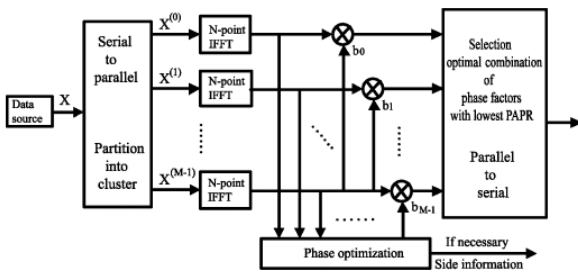 Data
source
X
Serial
to
parallel
Partition
into
cluster
X(0)
N-point
IFFT
b0
X(1)
N-point
IFFT
b1
X(M-1)
N-point
IFFT
bM-1
Selection
optimal combination
of
phase factors
with lowest PAPR
Parallel
to
serial
Phase optimization
If necessary
Side information